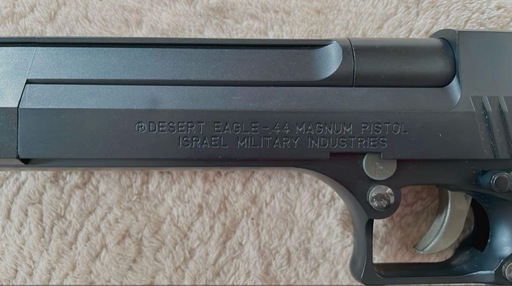 ®DESERT EAGLE-.44 MAGNUM PISTOL
ISRAEL MILITARY INDUSTRIES